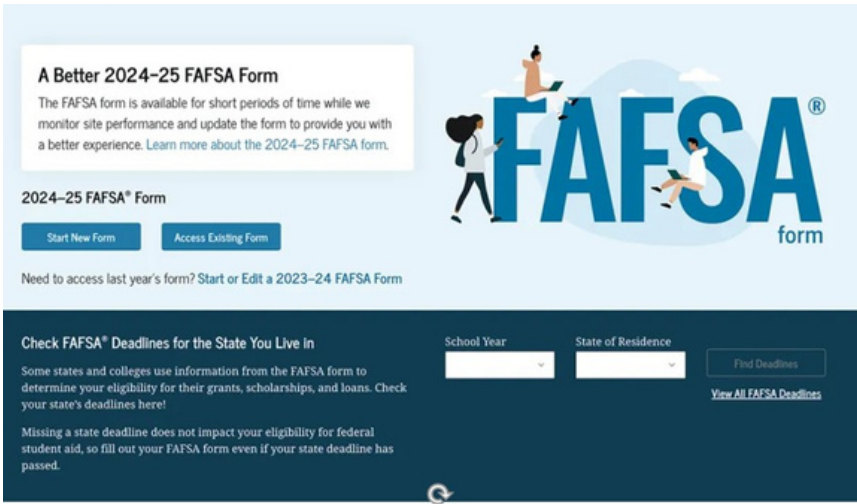 A Better 2024–25 FAFSA Form
The FAFSA form is available for short periods of time while we
monitor site performance and update the form to provide you with
a better experience. Learn more about the 2024–25 FAFSA form.
2024–25 FAFSA® Form
Start New Form
Access Existing Form
Need to access last year's form? Start or Edit a 2023–24 FAFSA Form
FAFSA®
form
Check FAFSA® Deadlines for the State You Live in
Some states and colleges use information from the FAFSA form to
determine your eligibility for their grants, scholarships, and loans. Check
your state's deadlines here!
Missing a state deadline does not impact your eligibility for federal
student aid, so fill out your FAFSA form even if your state deadline has
passed.
School Year
State of Residence
Find Deadlines
View All FAFSA Deadlines